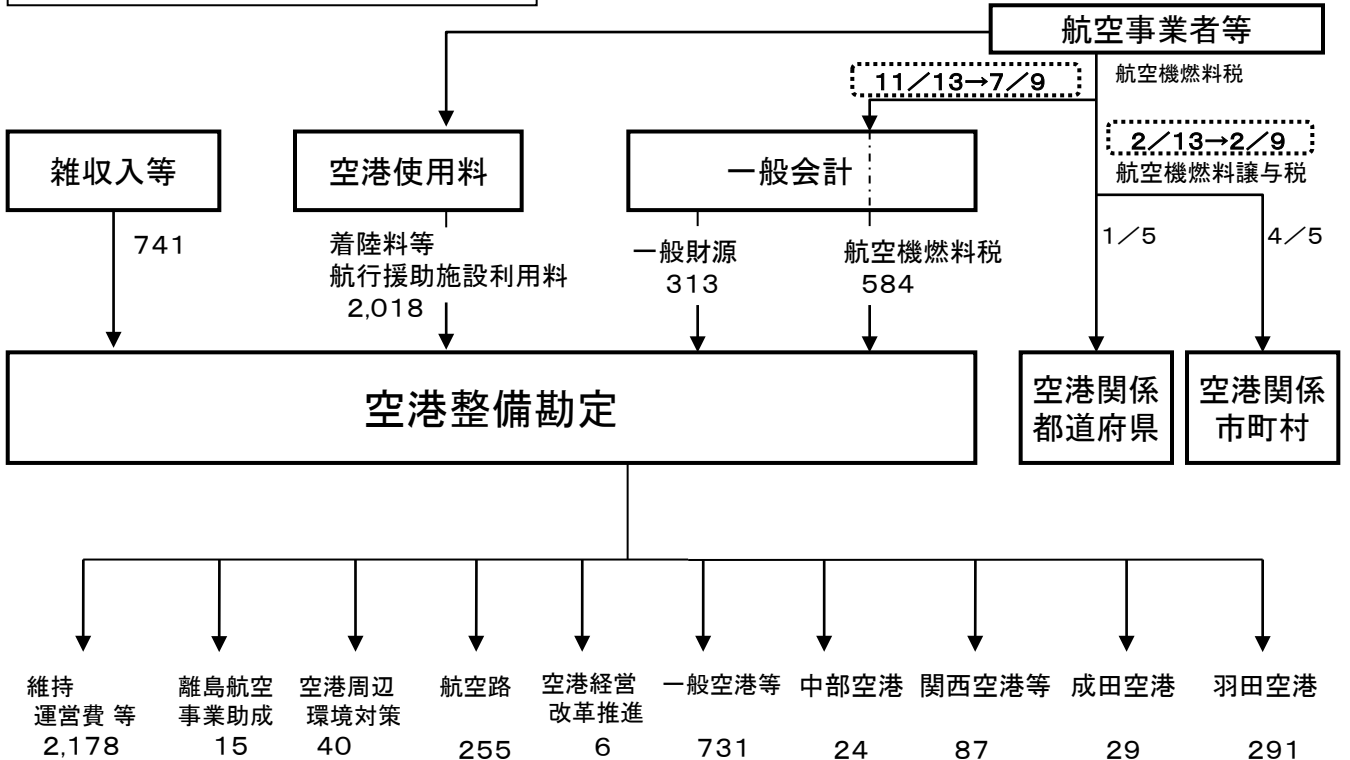 航空事業者等
11／13→7／9
航空機燃料税
2／13→2／9
航空機燃料譲与税
雑収入等
空港使用料
一般会計
1／5
4／5
741
着陸料等
航行援助施設利用料
2,018
一般財源
313
航空機燃料税
584
空港整備勘定
空港関係
都道府県
空港関係
市町村
維持
運営費 等
2,178
離島航空
事業助成
15
空港周辺
環境対策
40
航空路
255
空港経営
改革推進
6
一般空港等
731
中部空港
24
関西空港等
87
成田空港
29
羽田空港
291